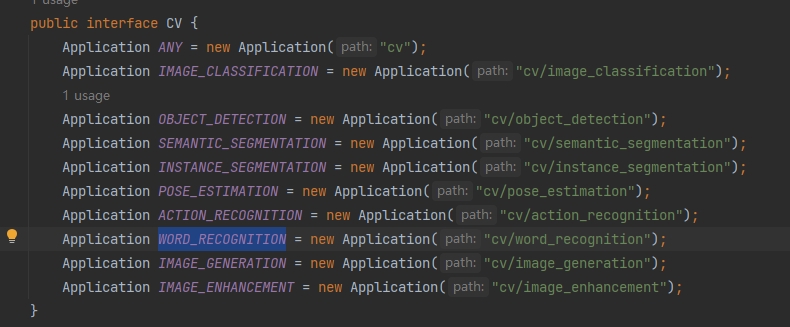 1 usage
public interface CV {
Application ANY = new Application( path: "cv");
Application IMAGE_CLASSIFICATION = new Application( path: "cv/image_classification");
1 usage
Application OBJECT_DETECTION = new Application( path: "cv/object_detection");
Application SEMANTIC_SEGMENTATION = new Application( path: "cv/semantic_segmentation");
Application INSTANCE_SEGMENTATION = new Application( path: "cv/instance_segmentation");
Application POSE_ESTIMATION = new Application( path: "cv/pose_estimation");
Application ACTION_RECOGNITION = new Application( path: "cv/action_recognition");
Application WORD_RECOGNITION = new Application( path: "cv/word_recognition");
Application IMAGE_GENERATION = new Application( path: "cv/image_generation");
Application IMAGE_ENHANCEMENT = new Application( path: "cv/image_enhancement");
}